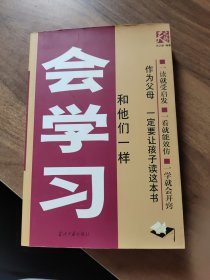 会学习
和他们一样
作为父母 一定要让孩子读这本书
一读就受启发
一看就能效仿
一学就会开窍